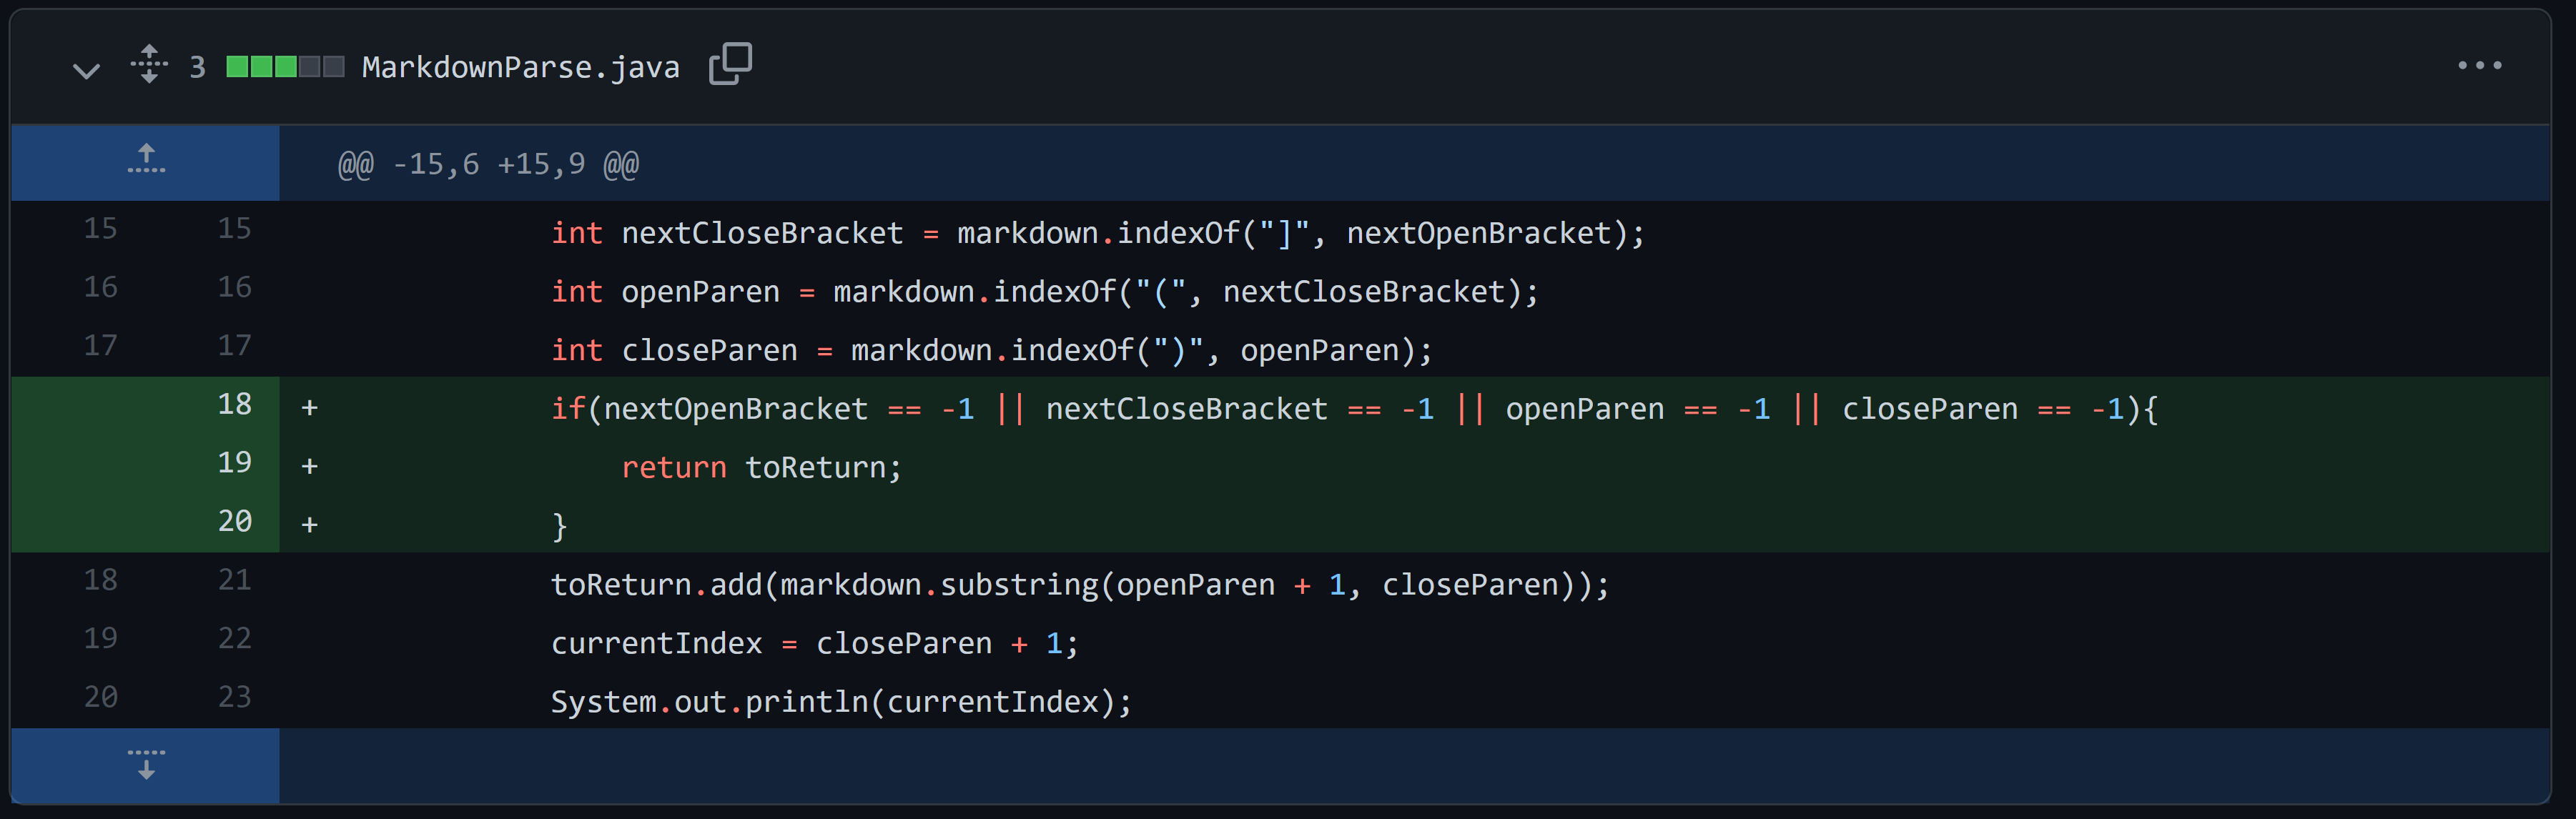 3 MarkdownParse.java
@@ -15,6 +15,9 @@
15 15 int nextCloseBracket = markdown.indexOf("]", nextOpenBracket);
16 16 int openParen = markdown.indexOf("(", nextCloseBracket);
17 17 int closeParen = markdown.indexOf(")", openParen);
18 + if(nextOpenBracket == -1 || nextCloseBracket == -1 || openParen == -1 || closeParen == -1){
19 + return toReturn;
20 + }
18 21 toReturn.add(markdown.substring(openParen + 1, closeParen));
19 22 currentIndex = closeParen + 1;
20 23 System.out.println(currentIndex);